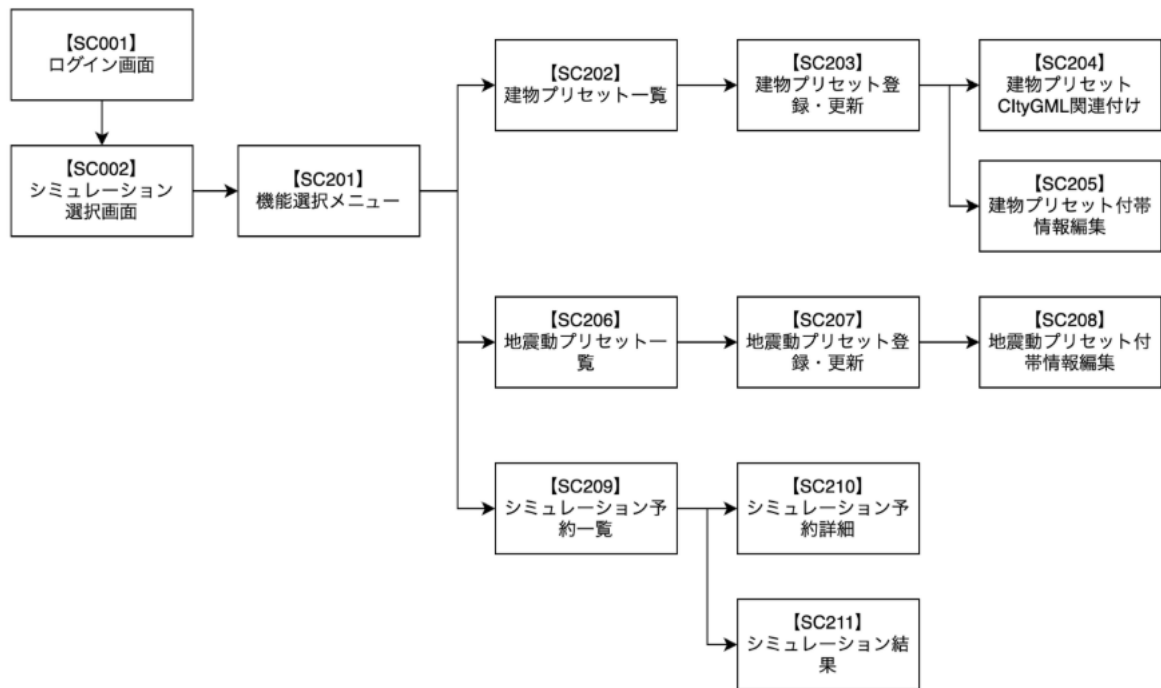 【SC001】
ログイン画面
【SC002】
シミュレーション
選択画面
【SC201】
機能選択メニュー
【SC202】
建物プリセット一覧
【SC203】
建物プリセット登
録・更新
【SC204】
建物プリセット
CItyGML関連付け
【SC205】
建物プリセット付帯
情報編集
【SC206】
地震動プリセット一
覧
【SC207】
地震動プリセット登
録・更新
【SC208】
地震動プリセット付
帯情報編集
【SC209】
シミュレーション予
約一覧
【SC210】
シミュレーション予
約詳細
【SC211】
シミュレーション結
果